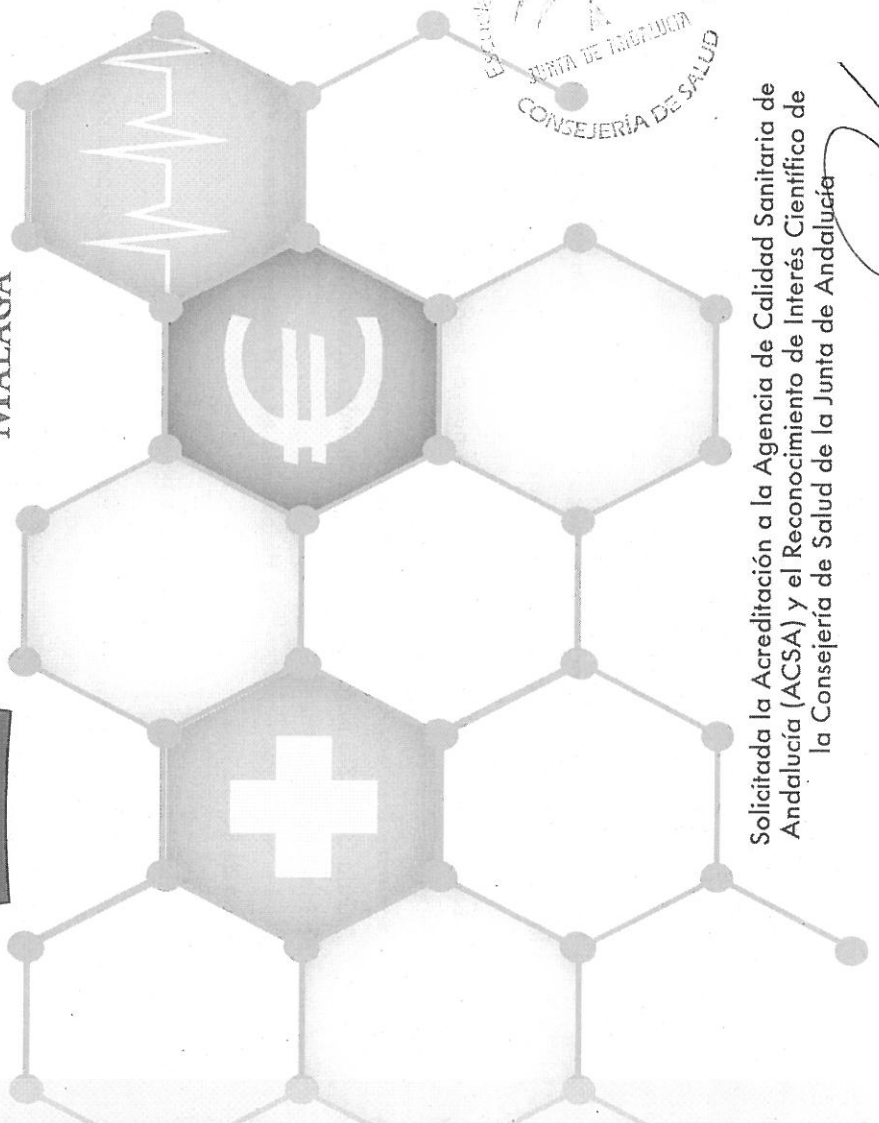 MÁLAGA
Escuela
JUNTA DE ANDALUCIA
CONSEJERÍA DE SALUD
Solicitada la Acreditación a la Agencia de Calidad Sanitaria de
Andalucía (ACSA) y el Reconocimiento de Interés Científico de
la Consejería de Salud de la Junta de Andalucía